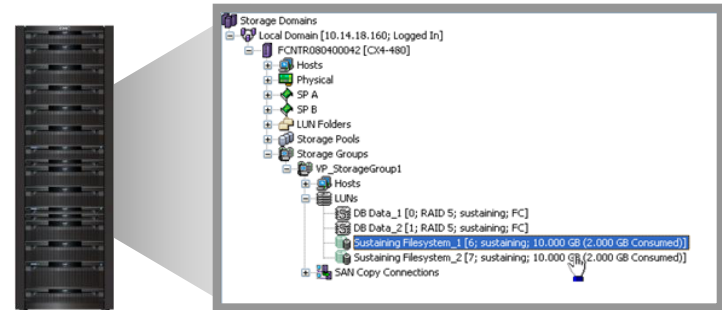 Storage Domains
Local Domain [10.14.18.160; Logged In]
FCNTR080400042 [CX4-480]
Hosts
Physical
SP A
SP B
LUN Folders
Storage Pools
Storage Groups
VP_StorageGroup1
Hosts
LUNs
DB Data_1 [0; RAID 5; sustaining; FC]
DB Data_2 [1; RAID 5; sustaining; FC]
Sustaining Filesystem_1 [6; sustaining; 10.000 GB (2.000 GB Consumed)]
Sustaining Filesystem_2 [7; sustaining; 10.000 GB (2.000 GB Consumed)]
SAN Copy Connections